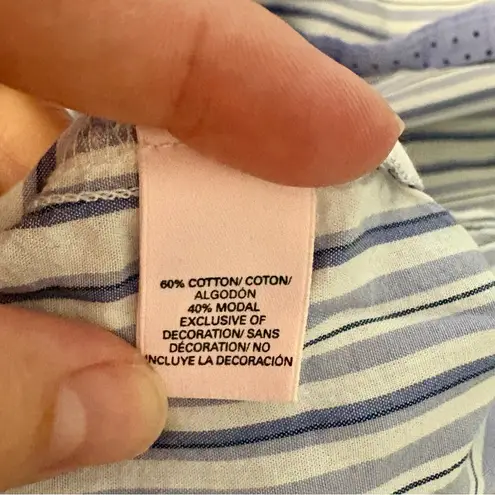 60% COTTON/ COTON/
ALGODÓN
40% MODAL
EXCLUSIVE OF
DECORATION/ SANS
DÉCORATION/ NO
INCLUYE LA DECORACIÓN